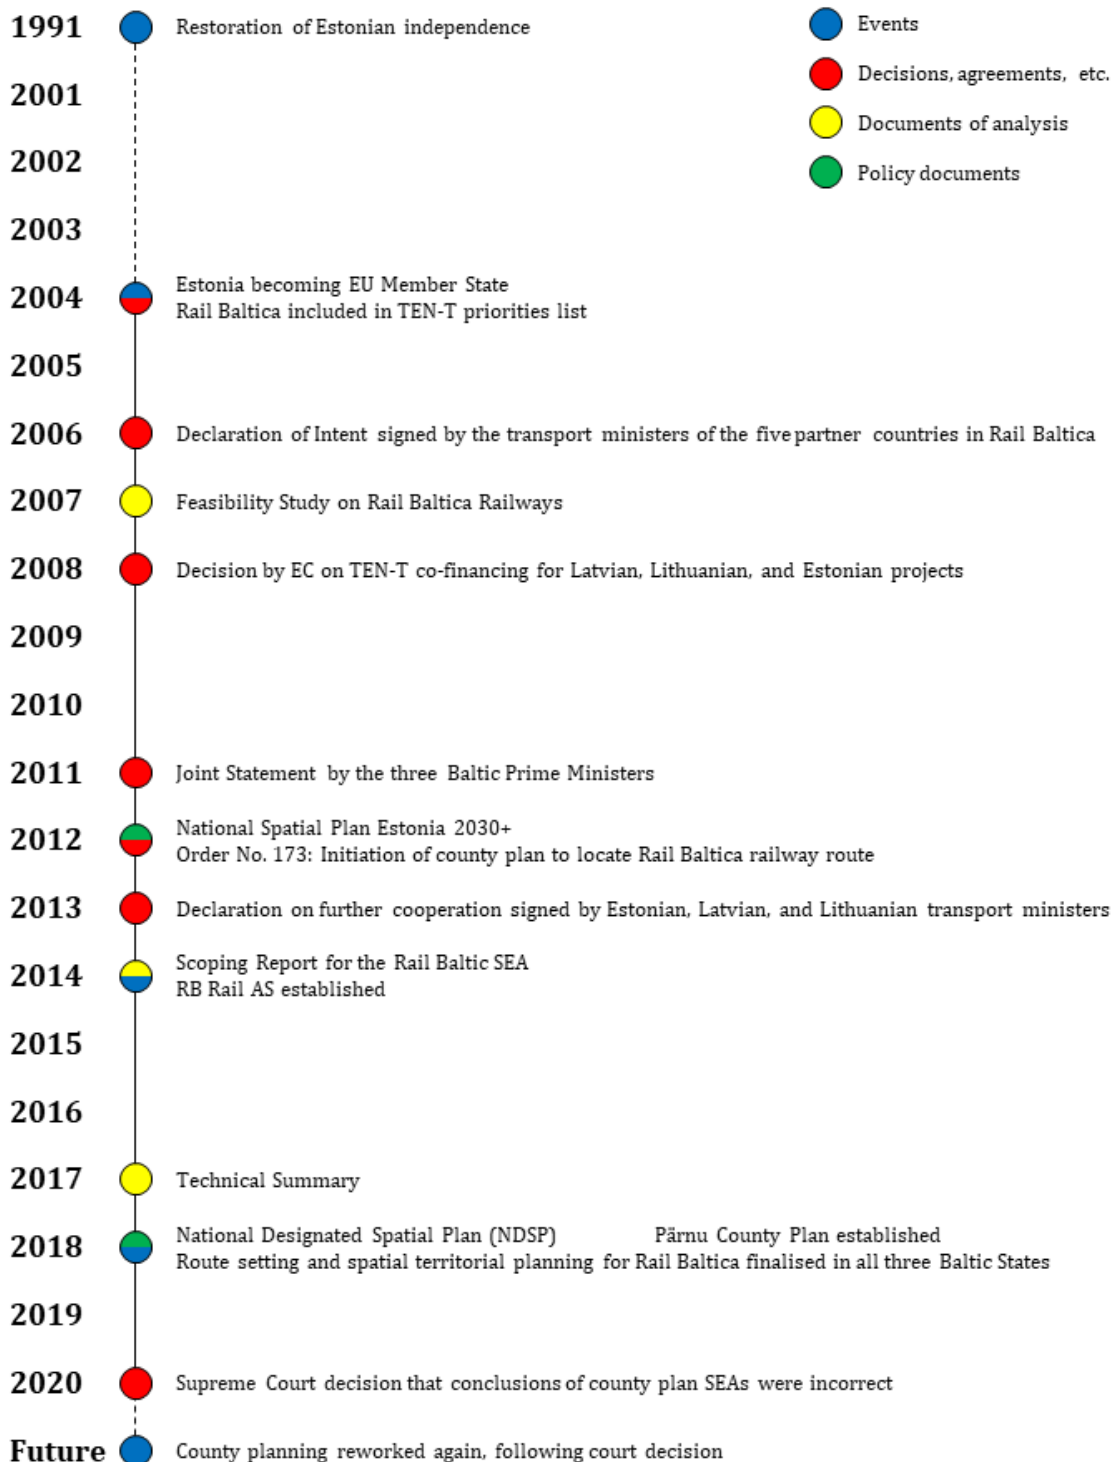 1991 Restoration of Estonian independence
Events
Decisions, agreements, etc.
Documents of analysis
Policy documents
2001
2002
2003
2004 Estonia becoming EU Member State
Rail Baltica included in TEN-T priorities list
2005
2006 Declaration of Intent signed by the transport ministers of the five partner countries in Rail Baltica
2007 Feasibility Study on Rail Baltica Railways
2008 Decision by EC on TEN-T co-financing for Latvian, Lithuanian, and Estonian projects
2009
2010
2011 Joint Statement by the three Baltic Prime Ministers
2012 National Spatial Plan Estonia 2030+
Order No. 173: Initiation of county plan to locate Rail Baltica railway route
2013 Declaration on further cooperation signed by Estonian, Latvian, and Lithuanian transport ministers
2014 Scoping Report for the Rail Baltic SEA
RB Rail AS established
2015
2016
2017 Technical Summary
2018 National Designated Spatial Plan (NDSP) Pärnu County Plan established
Route setting and spatial territorial planning for Rail Baltica finalised in all three Baltic States
2019
2020 Supreme Court decision that conclusions of county plan SEAs were incorrect
Future County planning reworked again, following court decision